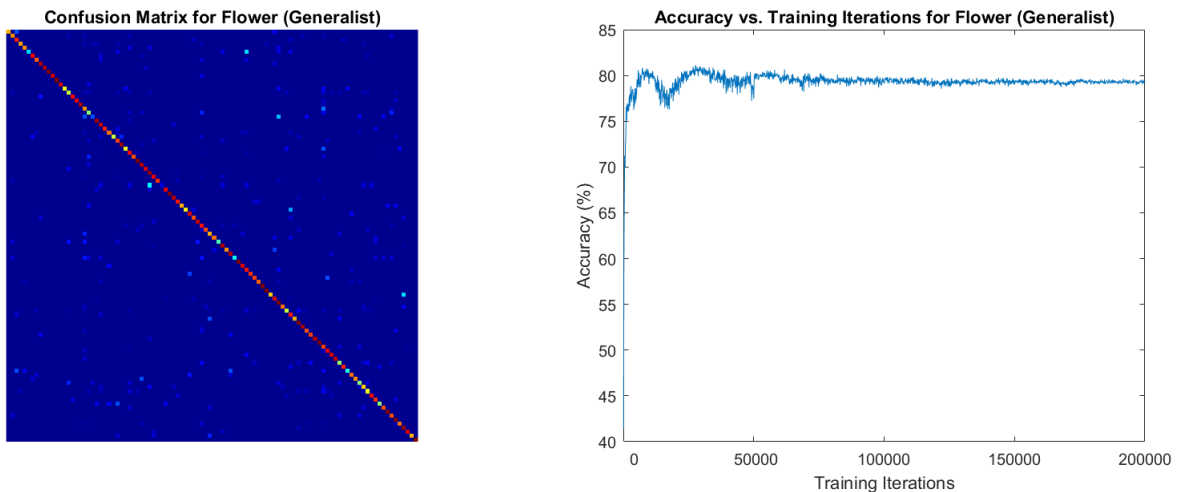 Confusion Matrix for Flower (Generalist)
Accuracy vs. Training Iterations for Flower (Generalist)
85
80
75
70
65
60
55
50
45
40
Accuracy (%)
0 50000 100000 150000 200000
Training Iterations